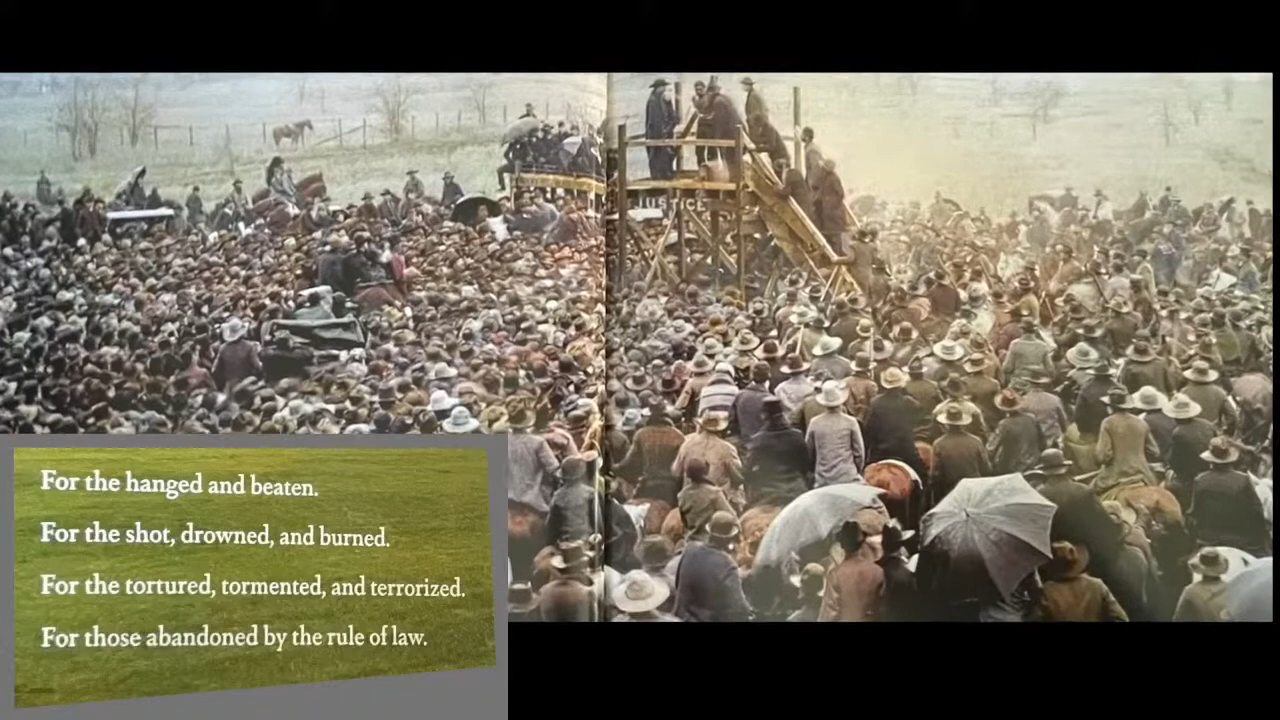 JUSTICE
For the hanged and beaten.
For the shot, drowned, and burned.
For the tortured, tormented, and terrorized.
For those abandoned by the rule of law.